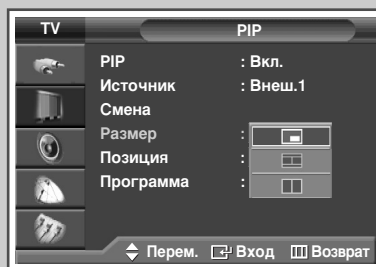 TV PIP
PIP : Вкл.
Источник : Внеш.1
Смена
Размер :
Позиция :
Программа :
Перем. Вход Возврат